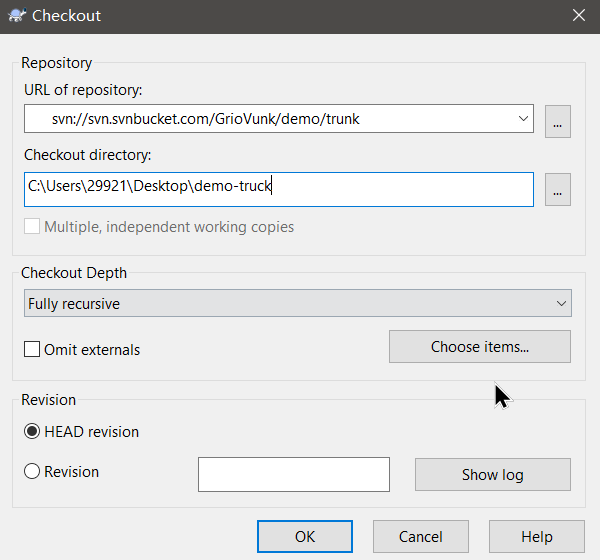 Checkout
Repository
URL of repository:
svn://svn.svnbucket.com/GrioVunk/demo/trunk
...
Checkout directory:
C:\Users\29921\Desktop\demo-truck
...
Multiple, independent working copies
Checkout Depth
Fully recursive
Omit externals
Choose items...
Revision
HEAD revision
Revision
Show log
OK
Cancel
Help